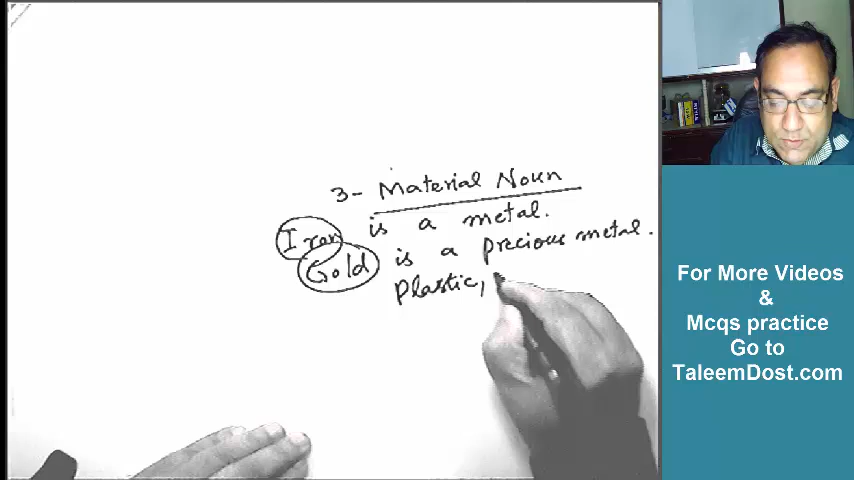 3- Material Noun
Iron is a metal.
Gold is a precious metal.
Plastic,
For More Videos
&
Mcqs practice
Go to
TaleemDost.com